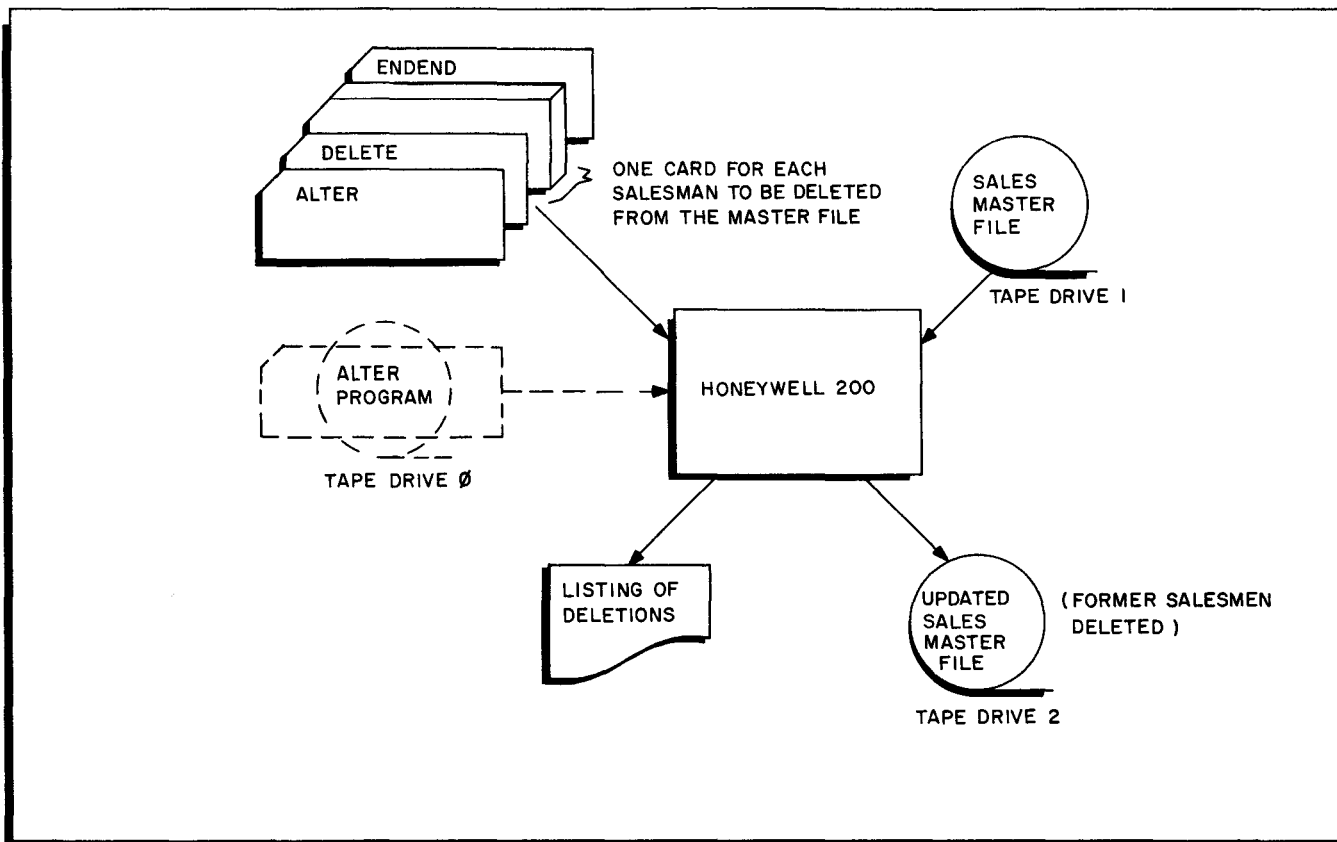 ENDEND
DELETE
ALTER
ONE CARD FOR EACH
SALESMAN TO BE DELETED
FROM THE MASTER FILE
SALES
MASTER
FILE
TAPE DRIVE 1
ALTER
PROGRAM
TAPE DRIVE Ø
HONEYWELL 200
LISTING OF
DELETIONS
UPDATED
SALES
MASTER
FILE
(FORMER SALESMEN
DELETED )
TAPE DRIVE 2